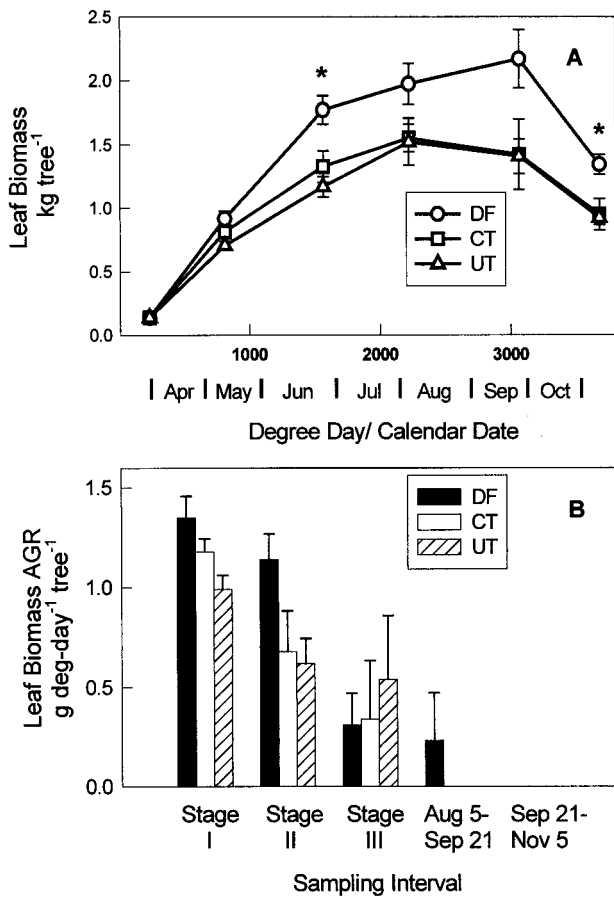 2.5
2.0
1.5
1.0
0.5
0.0
Leaf Biomass
kg tree⁻¹
*
*
A
DF
CT
UT
1000 2000 3000
Apr May Jun Jul Aug Sep Oct
Degree Day/ Calendar Date
1.5
1.0
0.5
0.0
Leaf Biomass AGR
g deg-day⁻¹ tree⁻¹
DF
CT
UT
B
Stage I
Stage II
Stage III
Aug 5-
Sep 21
Sep 21-
Nov 5
Sampling Interval